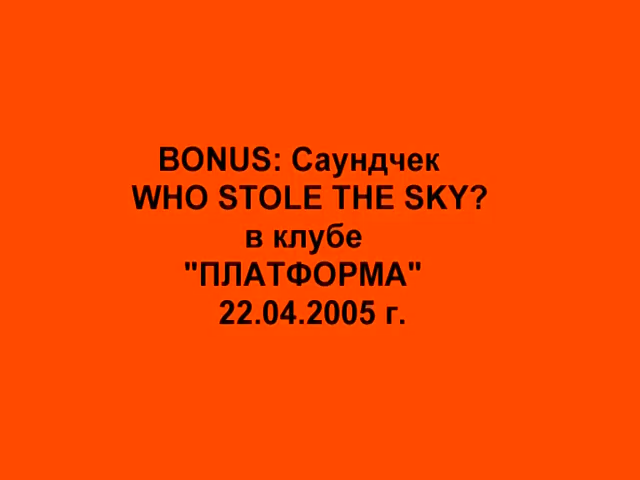 BONUS: Саундчек
WHO STOLE THE SKY?
в клубе
"ПЛАТФОРМА"
22.04.2005 г.